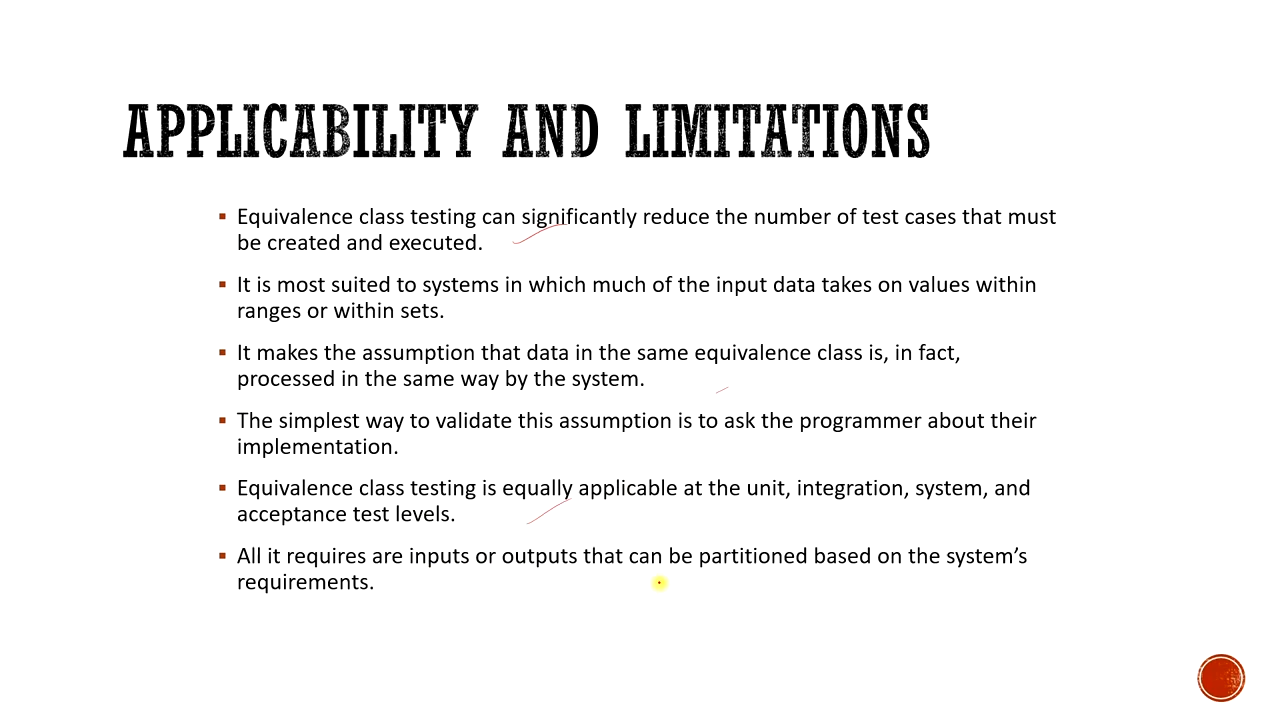 APPLICABILITY AND LIMITATIONS
▪ Equivalence class testing can significantly reduce the number of test cases that must
be created and executed.
▪ It is most suited to systems in which much of the input data takes on values within
ranges or within sets.
▪ It makes the assumption that data in the same equivalence class is, in fact,
processed in the same way by the system.
▪ The simplest way to validate this assumption is to ask the programmer about their
implementation.
▪ Equivalence class testing is equally applicable at the unit, integration, system, and
acceptance test levels.
▪ All it requires are inputs or outputs that can be partitioned based on the system’s
requirements.